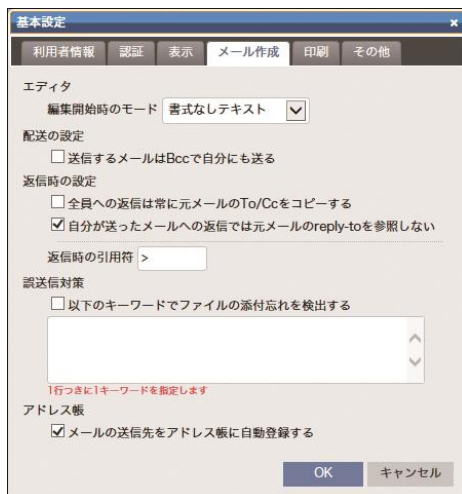 基本設定 ×
利用者情報 認証 表示 メール作成 印刷 その他
エディタ
編集開始時のモード 書式なしテキスト
配送の設定
送信するメールはBccで自分にも送る
返信時の設定
全員への返信は常に元メールのTo/Ccをコピーする
自分が送ったメールへの返信では元メールのreply-toを参照しない
返信時の引用符 >
誤送信対策
以下のキーワードでファイルの添付忘れを検出する
1行つきに1キーワードを指定します
アドレス帳
メールの送信先をアドレス帳に自動登録する
OK キャンセル